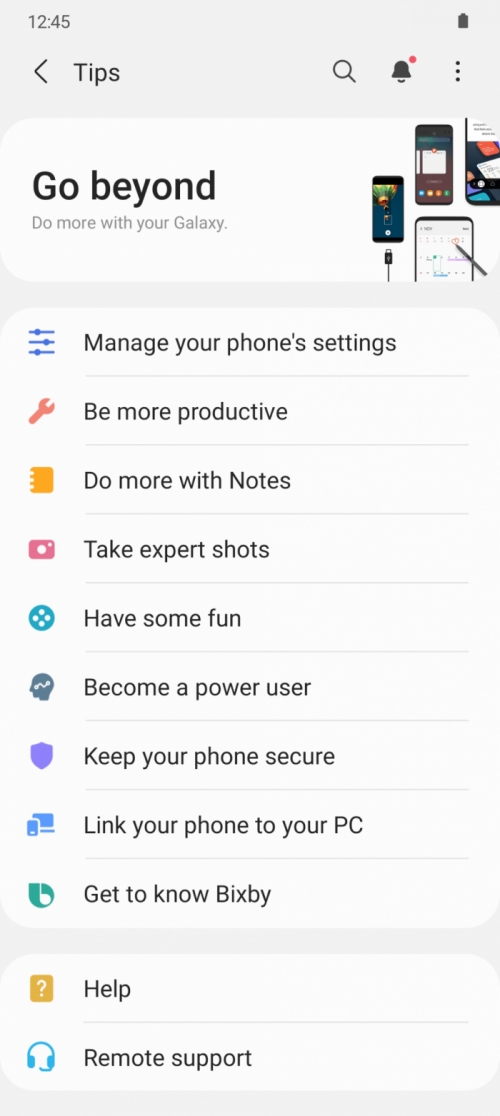 12:45
Tips
Go beyond
Do more with your Galaxy.
Manage your phone's settings
Be more productive
Do more with Notes
Take expert shots
Have some fun
Become a power user
Keep your phone secure
Link your phone to your PC
Get to know Bixby
Help
Remote support